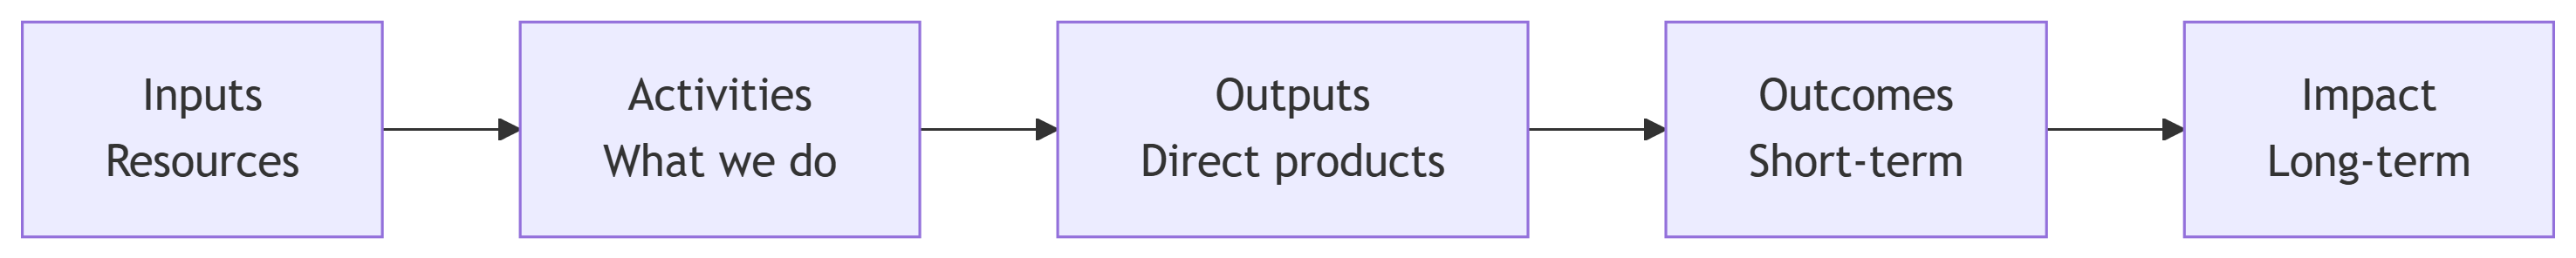 Inputs
Resources
Activities
What we do
Outputs
Direct products
Outcomes
Short-term
Impact
Long-term